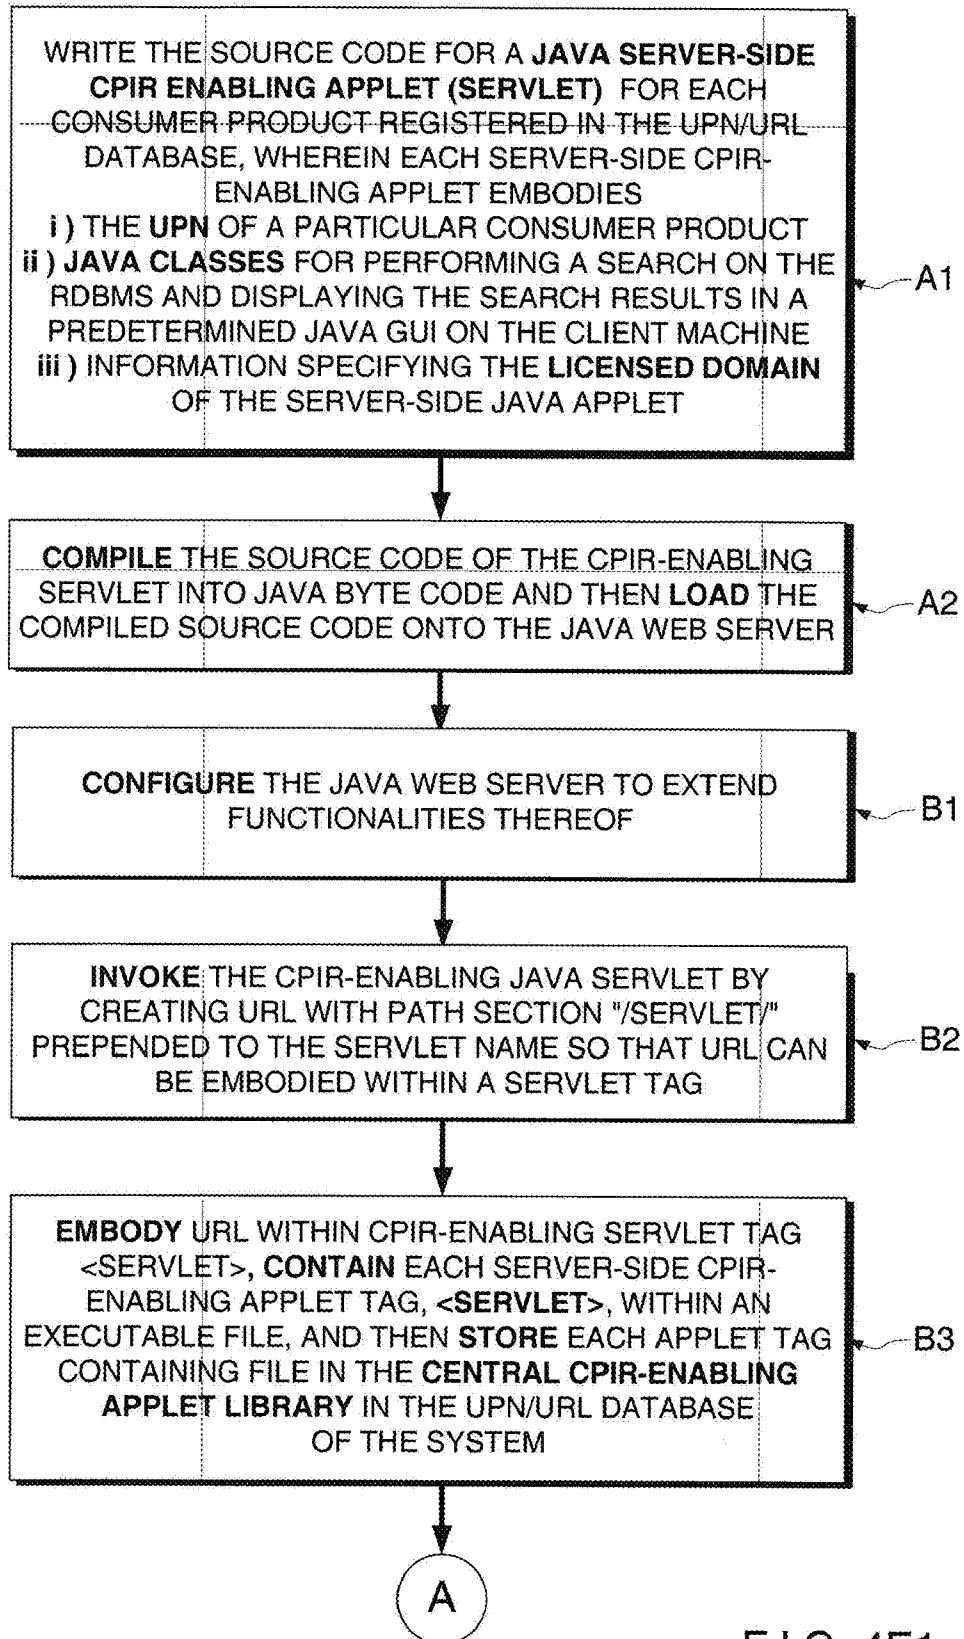 WRITE THE SOURCE CODE FOR A JAVA SERVER-SIDE
CPIR ENABLING APPLET (SERVLET) FOR EACH
CONSUMER PRODUCT REGISTERED IN THE UPN/URL
DATABASE, WHEREIN EACH SERVER-SIDE CPIR-
ENABLING APPLET EMBODIES
i ) THE UPN OF A PARTICULAR CONSUMER PRODUCT
ii ) JAVA CLASSES FOR PERFORMING A SEARCH ON THE
RDBMS AND DISPLAYING THE SEARCH RESULTS IN A
PREDETERMINED JAVA GUI ON THE CLIENT MACHINE
iii ) INFORMATION SPECIFYING THE LICENSED DOMAIN
OF THE SERVER-SIDE JAVA APPLET
A1
COMPILE THE SOURCE CODE OF THE CPIR-ENABLING
SERVLET INTO JAVA BYTE CODE AND THEN LOAD THE
COMPILED SOURCE CODE ONTO THE JAVA WEB SERVER
A2
CONFIGURE THE JAVA WEB SERVER TO EXTEND
FUNCTIONALITIES THEREOF
B1
INVOKE THE CPIR-ENABLING JAVA SERVLET BY
CREATING URL WITH PATH SECTION "/SERVLET/"
PREPENDED TO THE SERVLET NAME SO THAT URL CAN
BE EMBODIED WITHIN A SERVLET TAG
B2
EMBODY URL WITHIN CPIR-ENABLING SERVLET TAG
<SERVLET>, CONTAIN EACH SERVER-SIDE CPIR-
ENABLING APPLET TAG, <SERVLET>, WITHIN AN
EXECUTABLE FILE, AND THEN STORE EACH APPLET TAG
CONTAINING FILE IN THE CENTRAL CPIR-ENABLING
APPLET LIBRARY IN THE UPN/URL DATABASE
OF THE SYSTEM
B3
A